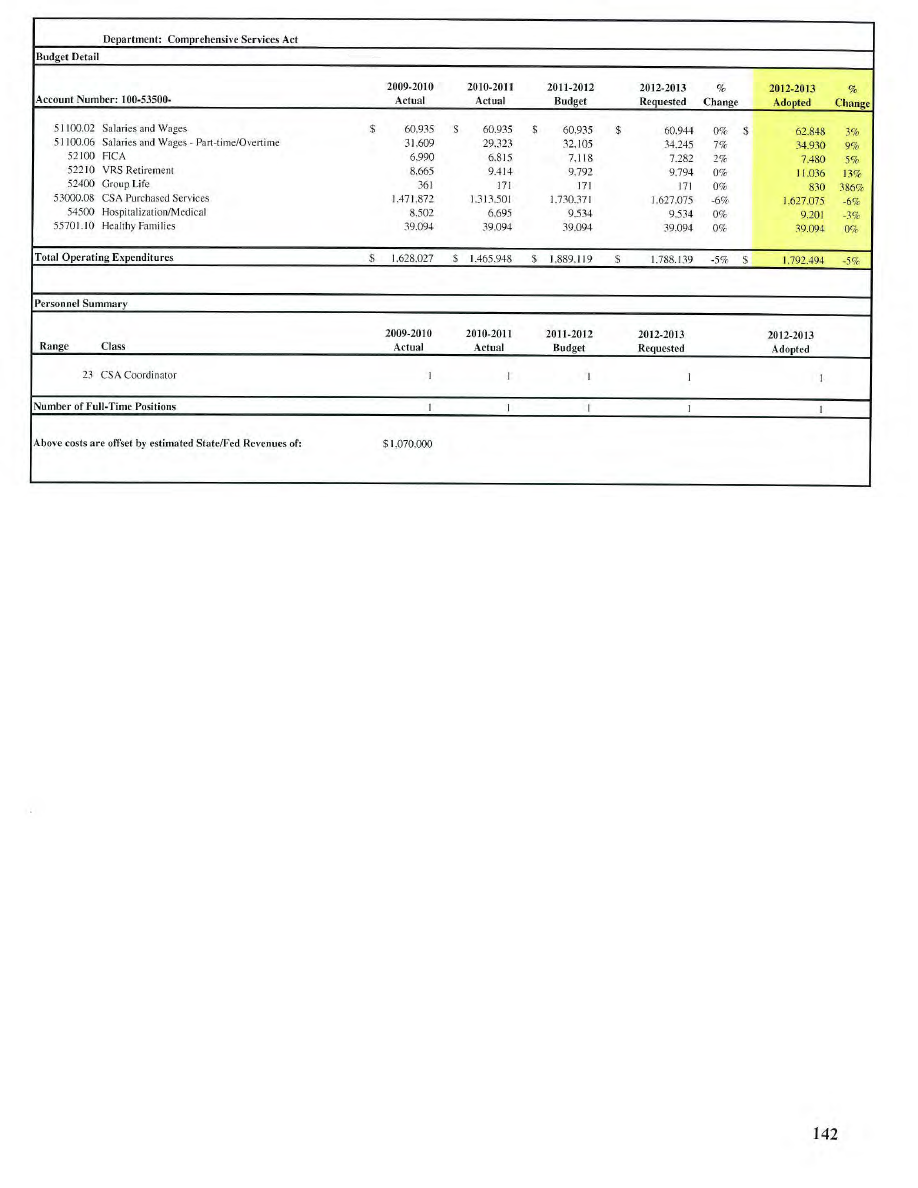 Department: Comprehensive Services Act
Budget Detail
2009-2010 2010-2011 2011-2012 2012-2013 % 2012-2013 %
Account Number: 100-53500- Actual Actual Budget Requested Change Adopted Change
51100.02 Salaries and Wages $ 60,935 $ 60,935 $ 60,935 $ 60,944 0% $ 62,848 3%
51100.06 Salaries and Wages - Part-time/Overtime 31,609 29,323 32,105 34,245 7% 34,930 9%
52100 FICA 6,990 6,815 7,118 7,282 2% 7,480 5%
52210 VRS Retirement 8,665 9,414 9,792 9,794 0% 11,036 13%
52400 Group Life 361 171 171 171 0% 830 386%
53000.08 CSA Purchased Services 1,471,872 1,313,501 1,730,371 1,627,075 -6% 1,627,075 -6%
54500 Hospitalization/Medical 8,502 6,695 9,534 9,534 0% 9,201 -3%
55701.10 Healthy Families 39,094 39,094 39,094 39,094 0% 39,094 0%
Total Operating Expenditures $ 1,628,027 $ 1,465,948 $ 1,889,119 $ 1,788,139 -5% $ 1,792,494 -5%
Personnel Summary
2009-2010 2010-2011 2011-2012 2012-2013 2012-2013
Range Class Actual Actual Budget Requested Adopted
23 CSA Coordinator 1 1 1 1 1
Number of Full-Time Positions 1 1 1 1 1
Above costs are offset by estimated State/Fed Revenues of: $1,070,000
142